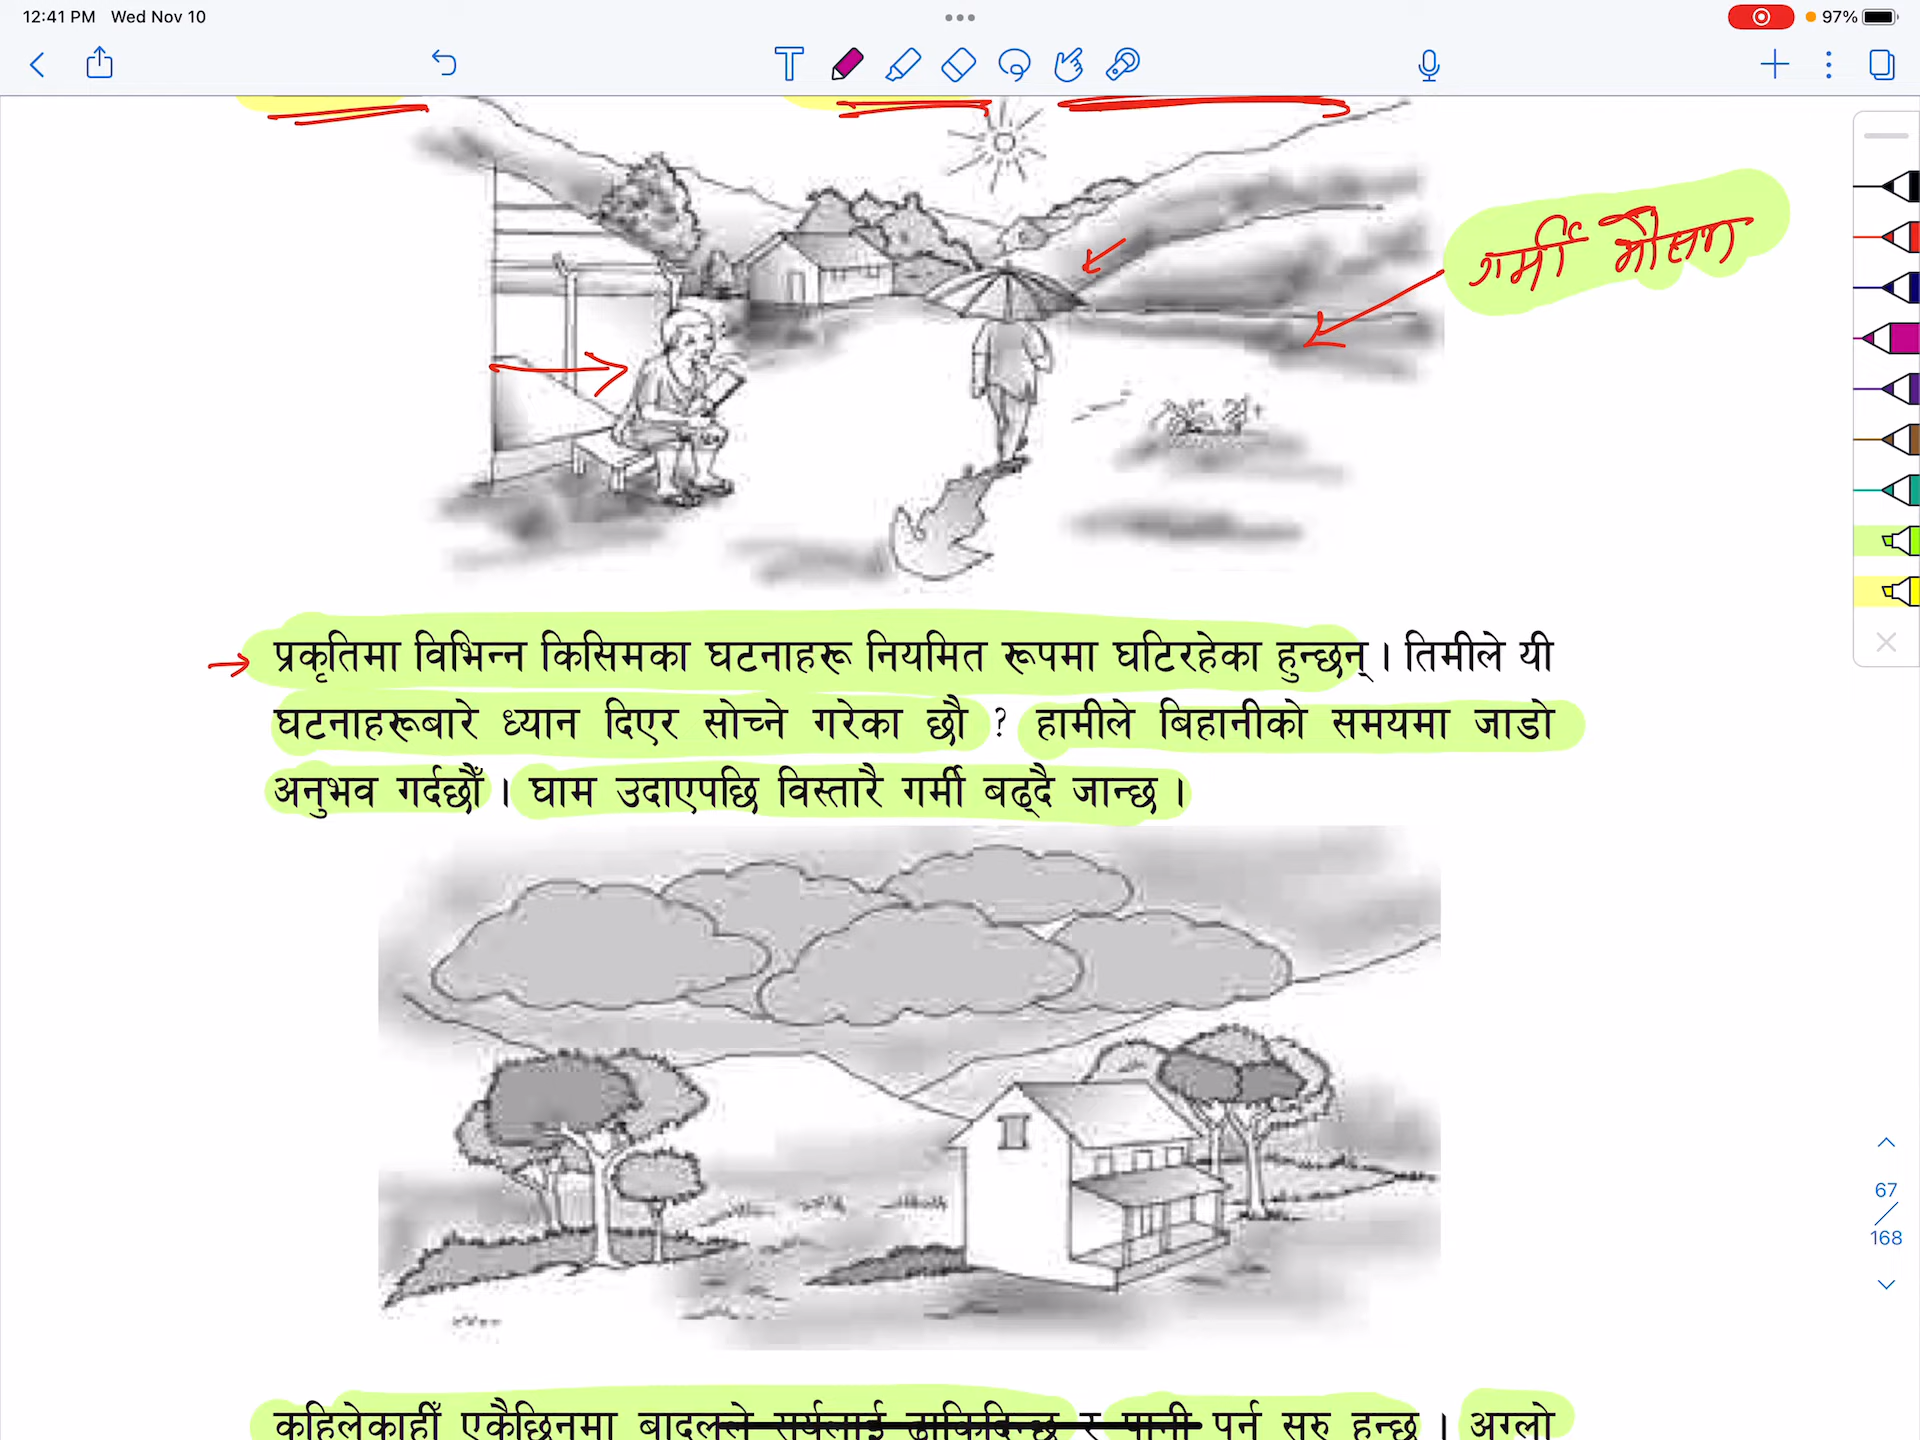 12:41 PM Wed Nov 10
97%
गर्मी मौसम
प्रकृतिमा विभिन्न किसिमका घटनाहरू नियमित रूपमा घटिरहेका हुन्छन् । तिमीले यी
घटनाहरूबारे ध्यान दिएर सोच्ने गरेका छौ ? हामीले बिहानीको समयमा जाडो
अनुभव गर्दछौँ । घाम उदाएपछि विस्तारै गर्मी बढ्दै जान्छ ।
67
/
168
कहिलेकाहीँ एकैछिनमा बादलले सूर्यलाई ढाकिदिन्छ र पानी पर्न सुरु हुन्छ । अग्लो